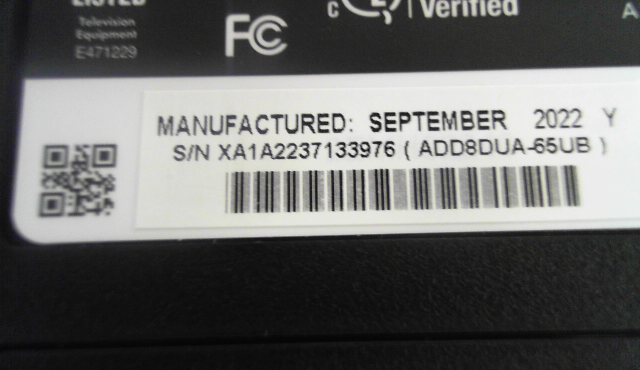 LISTED
Television
Equipment
E471229
FC
C
Verified
A
MANUFACTURED: SEPTEMBER 2022 Y
S/N XA1A2237133976 ( ADD8DUA-65UB )